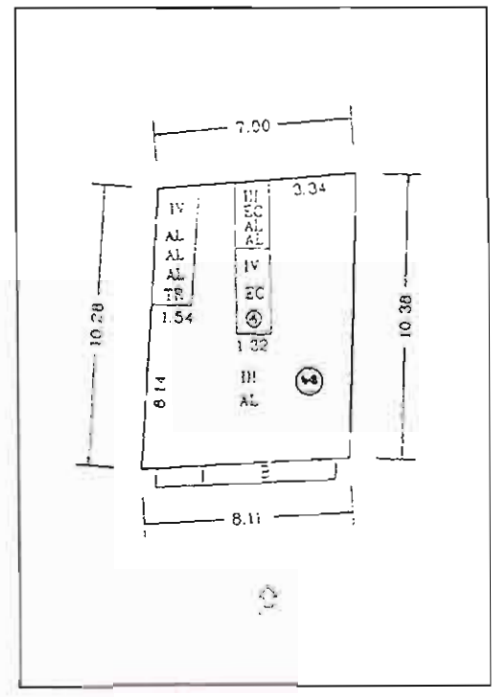 7.00
3.34
IV
AL
AL
AL
TR
1.54
III
EC
AL
AL
IV
EC
A
1.32
10.28
10.38
8.14
III
AL
8.11